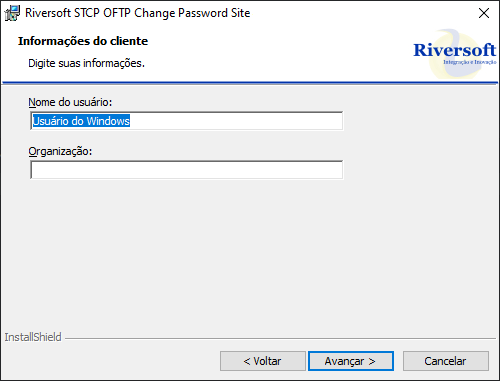 Riversoft STCP OFTP Change Password Site
Informações do cliente
Digite suas informações.
Riversoft
Integração e Inovação
Nome do usuário:
Usuário do Windows
Organização:
InstallShield
< Voltar
Avançar >
Cancelar